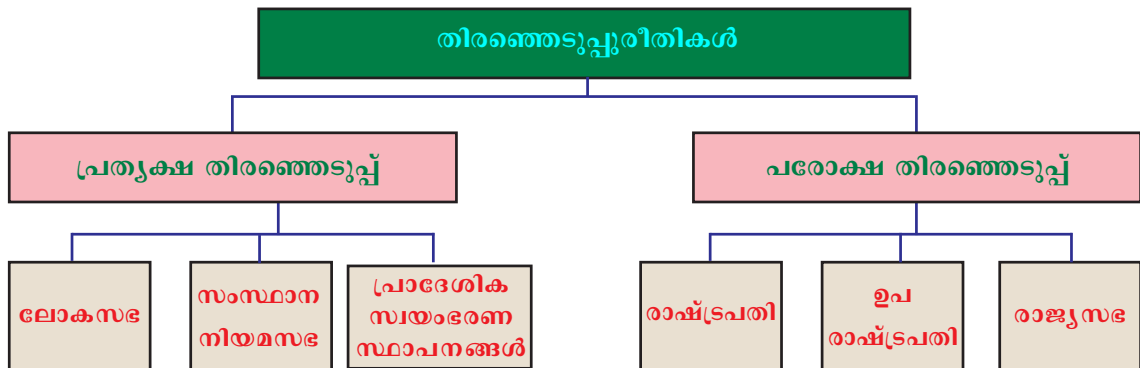 തിരഞ്ഞെടുപ്പുരീതികൾ
പ്രത്യക്ഷ തിരഞ്ഞെടുപ്പ്
പരോക്ഷ തിരഞ്ഞെടുപ്പ്
ലോകസഭ
സംസ്ഥാന
നിയമസഭ
പ്രാദേശിക
സ്വയംഭരണ
സ്ഥാപനങ്ങൾ
രാഷ്ട്രപതി
ഉപ
രാഷ്ട്രപതി
രാജ്യസഭ